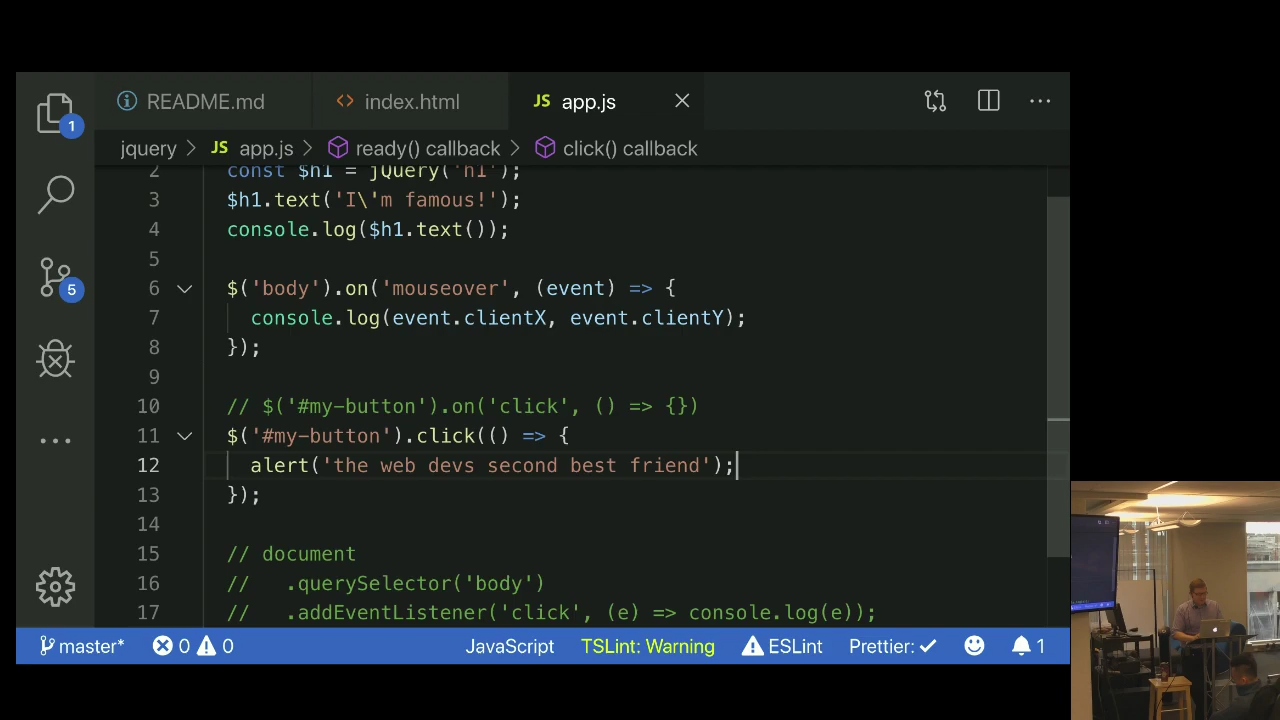 README.md
index.html
JS app.js
jquery > JS app.js > ready() callback > click() callback
1
2 const $h1 = jQuery('h1');
3 $h1.text('I\'m famous!');
4 console.log($h1.text());
5
6 $('body').on('mouseover', (event) => {
7 console.log(event.clientX, event.clientY);
8 });
9
10 // $('#my-button').on('click', () => {})
11 $('#my-button').click(() => {
12 alert('the web devs second best friend');
13 });
14
15 // document
16 // .querySelector('body')
17 // .addEventListener('click', (e) => console.log(e));
5
master* 0 0 JavaScript TSLint: Warning ESLint Prettier: ✓ 1